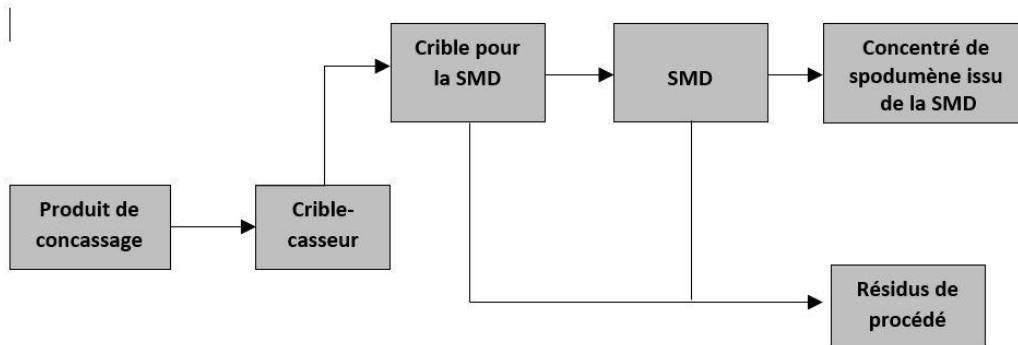 Crible pour
la SMD
SMD
Concentré de
spodumène issu
de la SMD
Produit de
concassage
Crible-
casseur
Résidus de
procédé